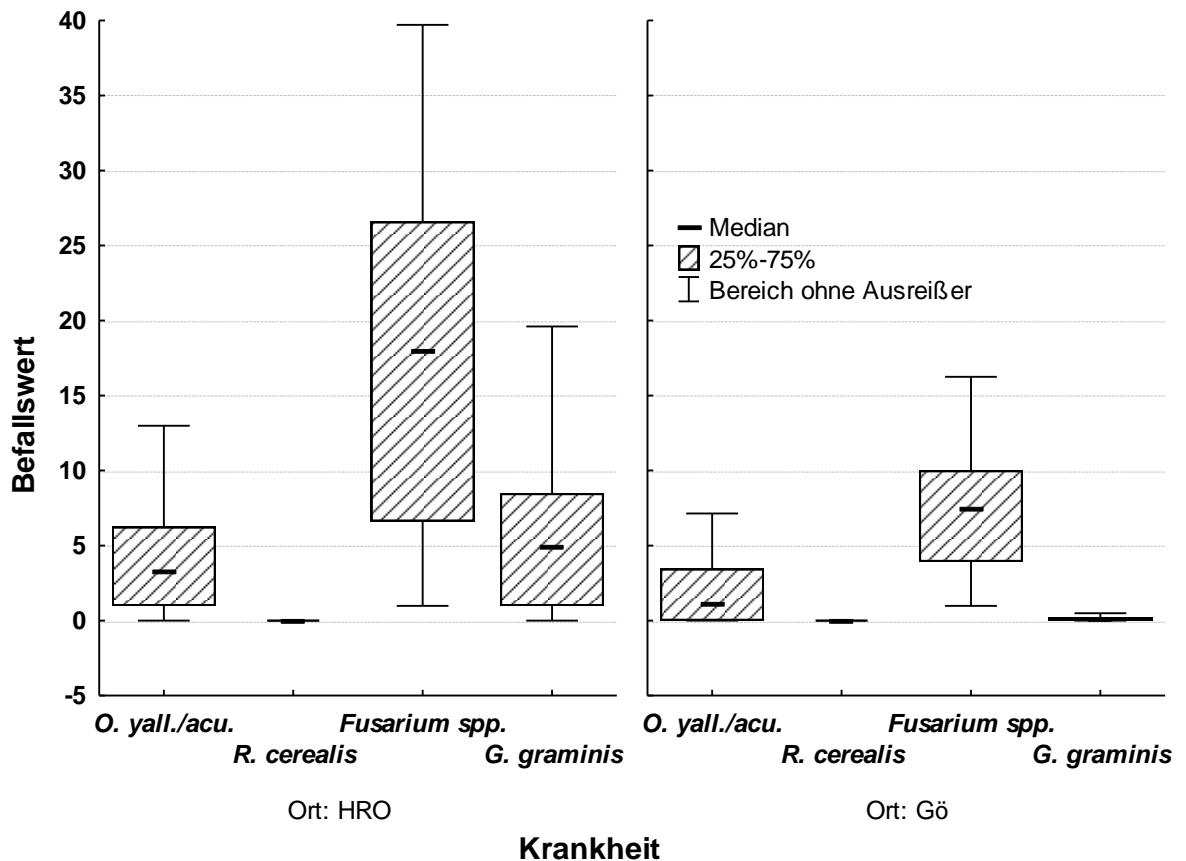 40
35
30
25
20
15
10
5
0
-5
Befallswert
Median
25%-75%
Bereich ohne Ausreißer
O. yall./acu. Fusarium spp. O. yall./acu. Fusarium spp.
R. cerealis G. graminis R. cerealis G. graminis
Ort: HRO Ort: Gö
Krankheit